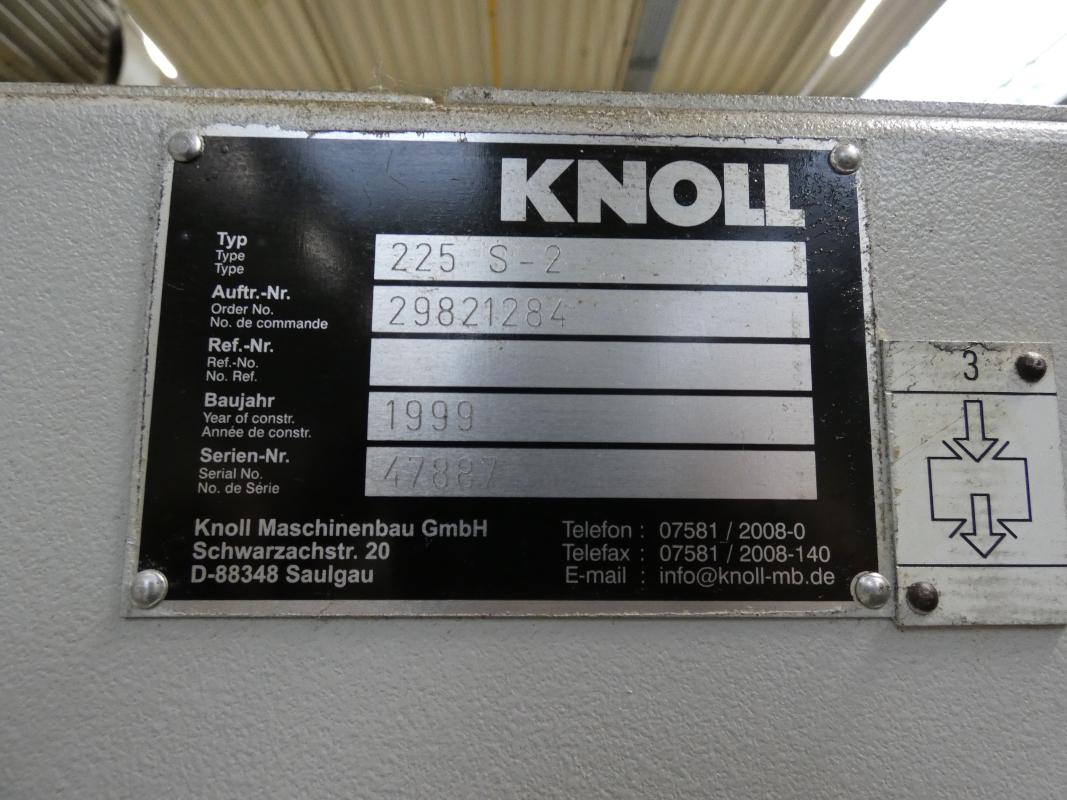 KNOLL
Typ
Type
Type
225 S-2
Auftr.-Nr.
Order No.
No. de commande
29821284
Ref.-Nr.
Ref.-No.
No. Ref.
Baujahr
Year of constr.
Année de constr.
1999
Serien-Nr.
Serial No.
No. de Série
47887
Knoll Maschinenbau GmbH
Schwarzachstr. 20
D-88348 Saulgau
Telefon : 07581 / 2008-0
Telefax : 07581 / 2008-140
E-mail : info@knoll-mb.de
3